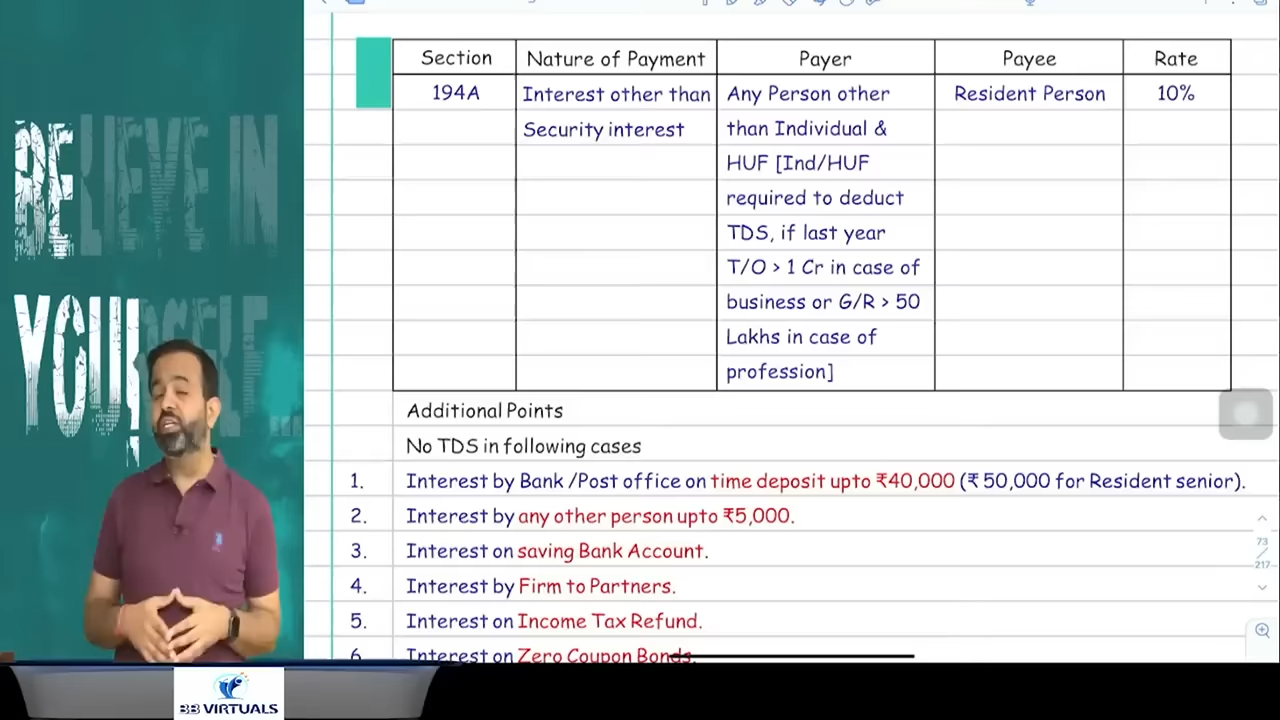 BELIEVE IN
YOURSELF...
Section Nature of Payment Payer Payee Rate
194A Interest other than Any Person other Resident Person 10%
Security interest than Individual &
HUF [Ind/HUF
required to deduct
TDS, if last year
T/O > 1 Cr in case of
business or G/R > 50
Lakhs in case of
profession]
Additional Points
No TDS in following cases
1. Interest by Bank /Post office on time deposit upto ₹40,000 (₹ 50,000 for Resident senior).
2. Interest by any other person upto ₹5,000.
3. Interest on saving Bank Account.
4. Interest by Firm to Partners.
5. Interest on Income Tax Refund.
6. Interest on Zero Coupon Bonds.
73
217
BB VIRTUALS